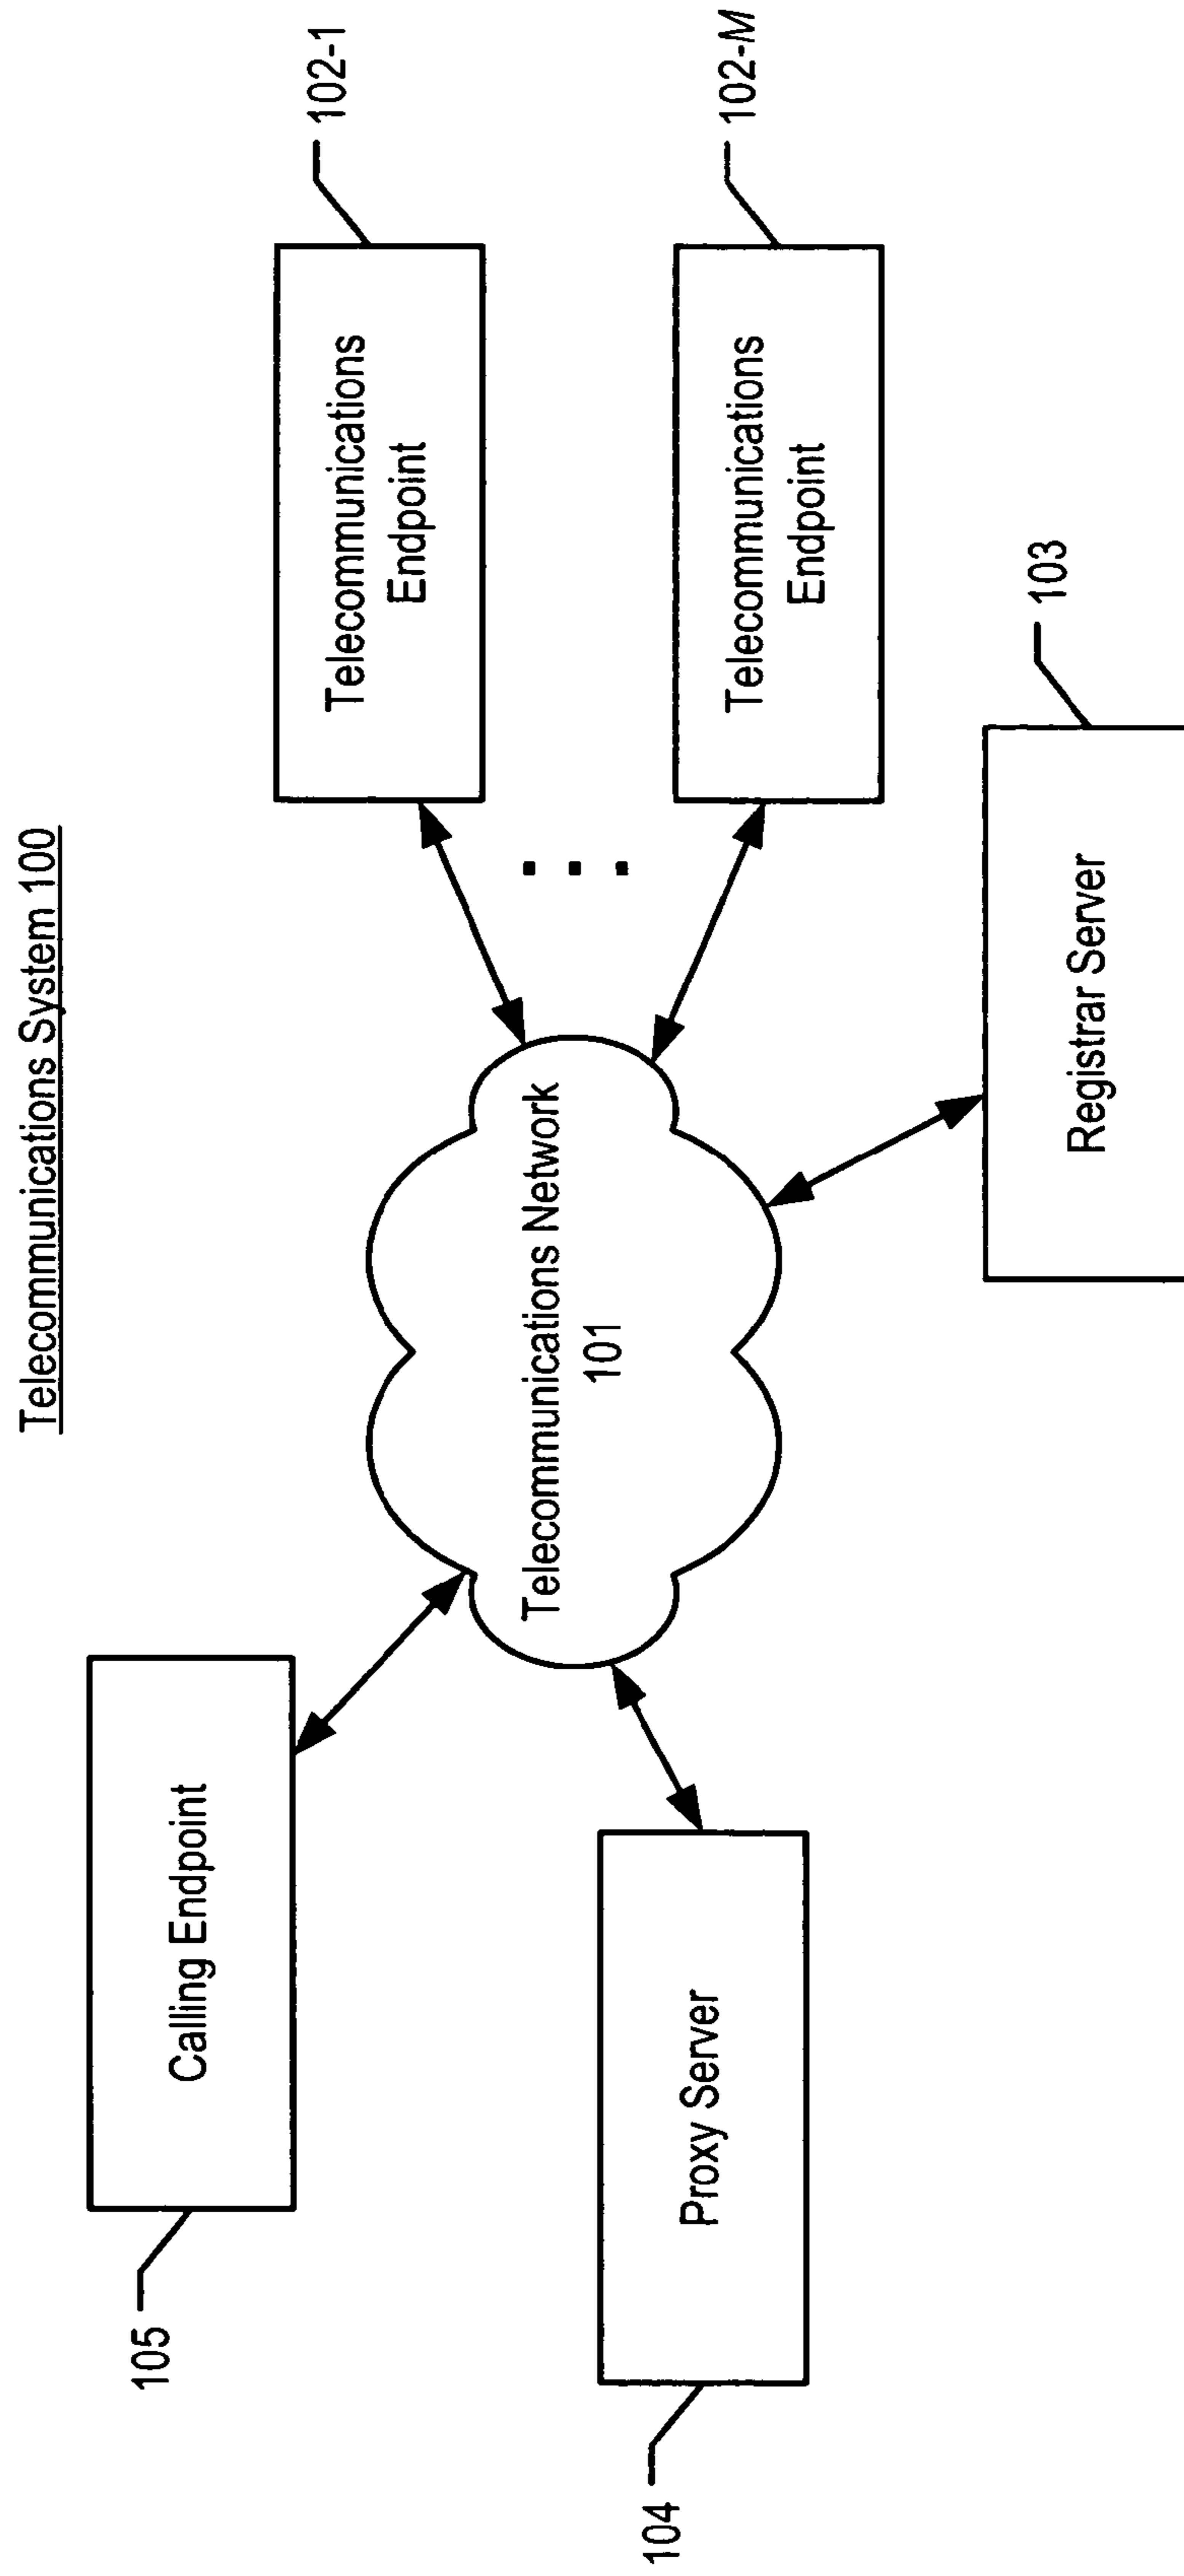 Telecommunications System 100
105
Calling Endpoint
Telecommunications
Endpoint
102-1
Telecommunications Network
101
104
Proxy Server
Telecommunications
Endpoint
102-M
Registrar Server
103